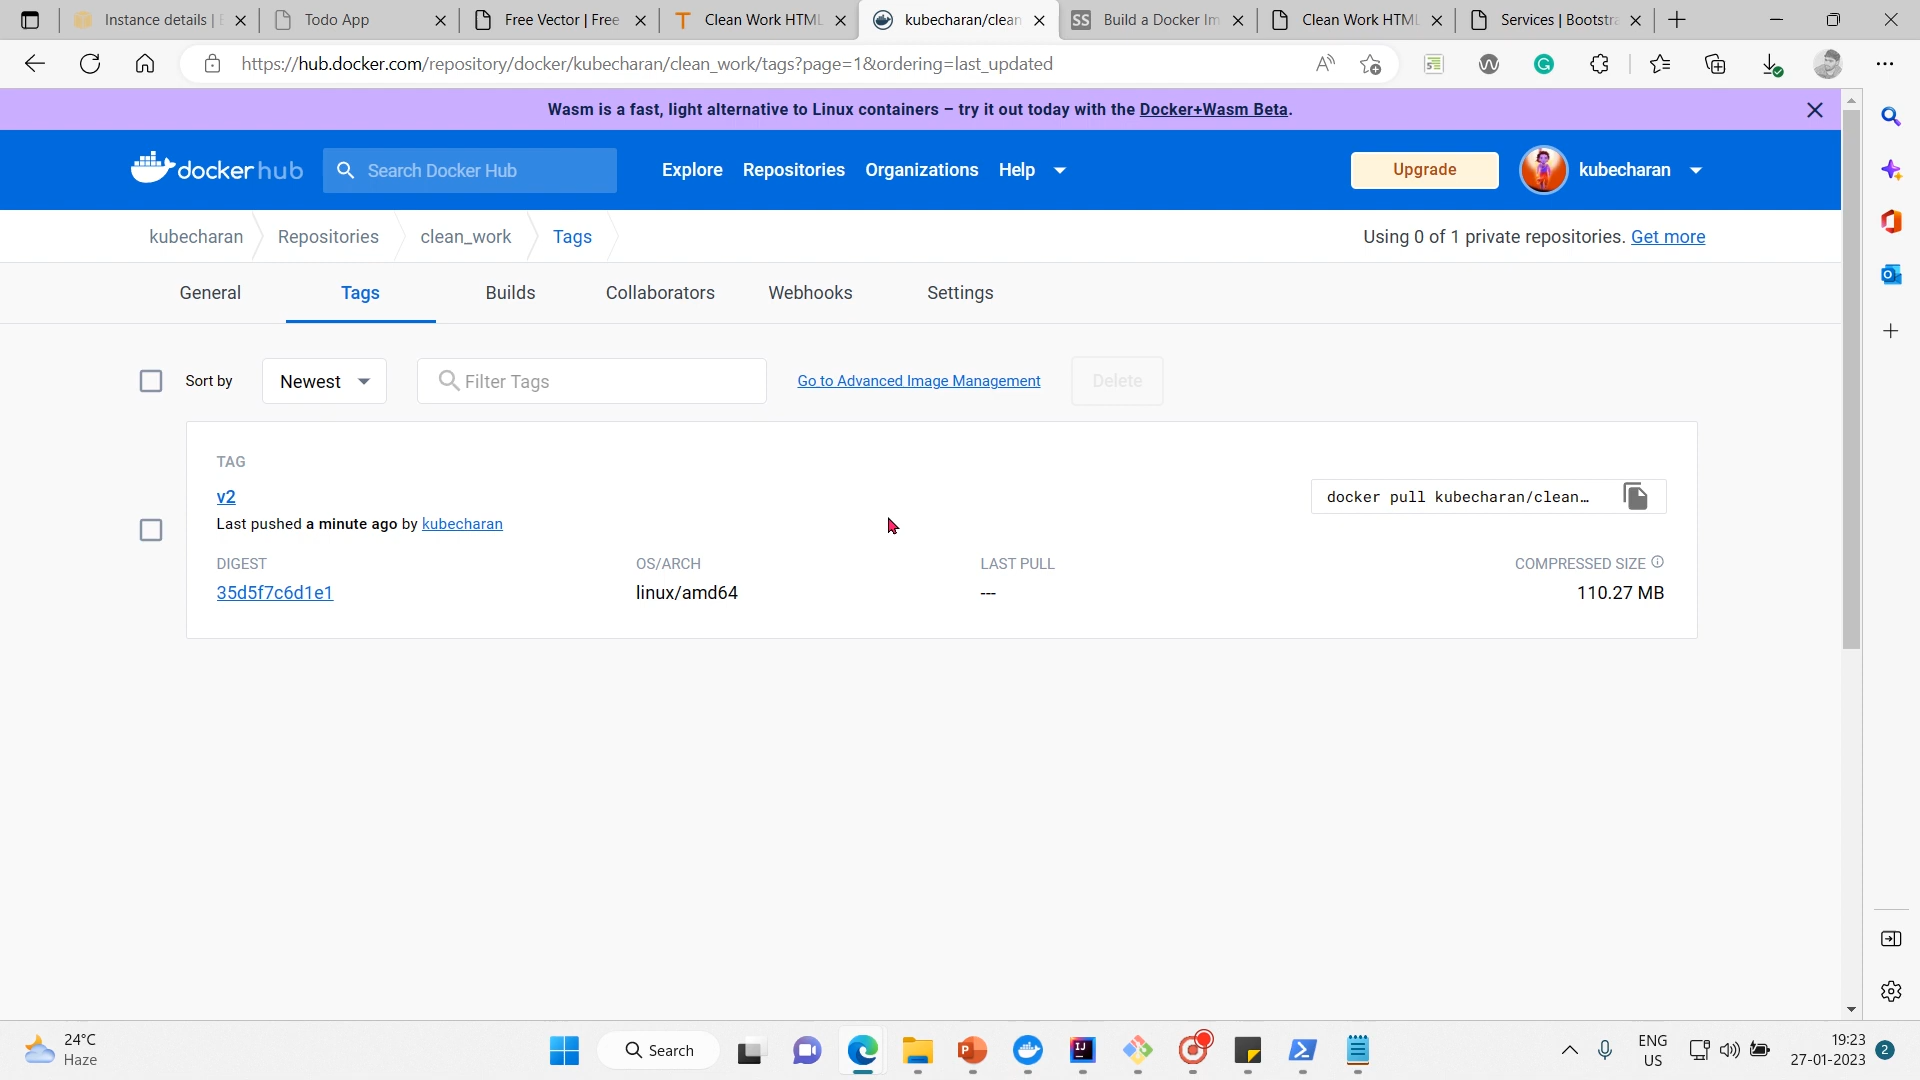 Instance details | E
Todo App
Free Vector | Free
Clean Work HTML
kubecharan/clean
SS Build a Docker Im
Clean Work HTML
Services | Bootstra
https://hub.docker.com/repository/docker/kubecharan/clean_work/tags?page=1&ordering=last_updated
Wasm is a fast, light alternative to Linux containers – try it out today with the Docker+Wasm Beta.
docker hub
Search Docker Hub
Explore
Repositories
Organizations
Help
Upgrade
kubecharan
kubecharan
Repositories
clean_work
Tags
Using 0 of 1 private repositories. Get more
General
Tags
Builds
Collaborators
Webhooks
Settings
Sort by
Newest
Filter Tags
Go to Advanced Image Management
Delete
TAG
v2
docker pull kubecharan/clean…
Last pushed a minute ago by kubecharan
DIGEST
OS/ARCH
LAST PULL
COMPRESSED SIZE
35d5f7c6d1e1
linux/amd64
---
110.27 MB
24°C
Haze
Search
ENG
US
19:23
27-01-2023
2